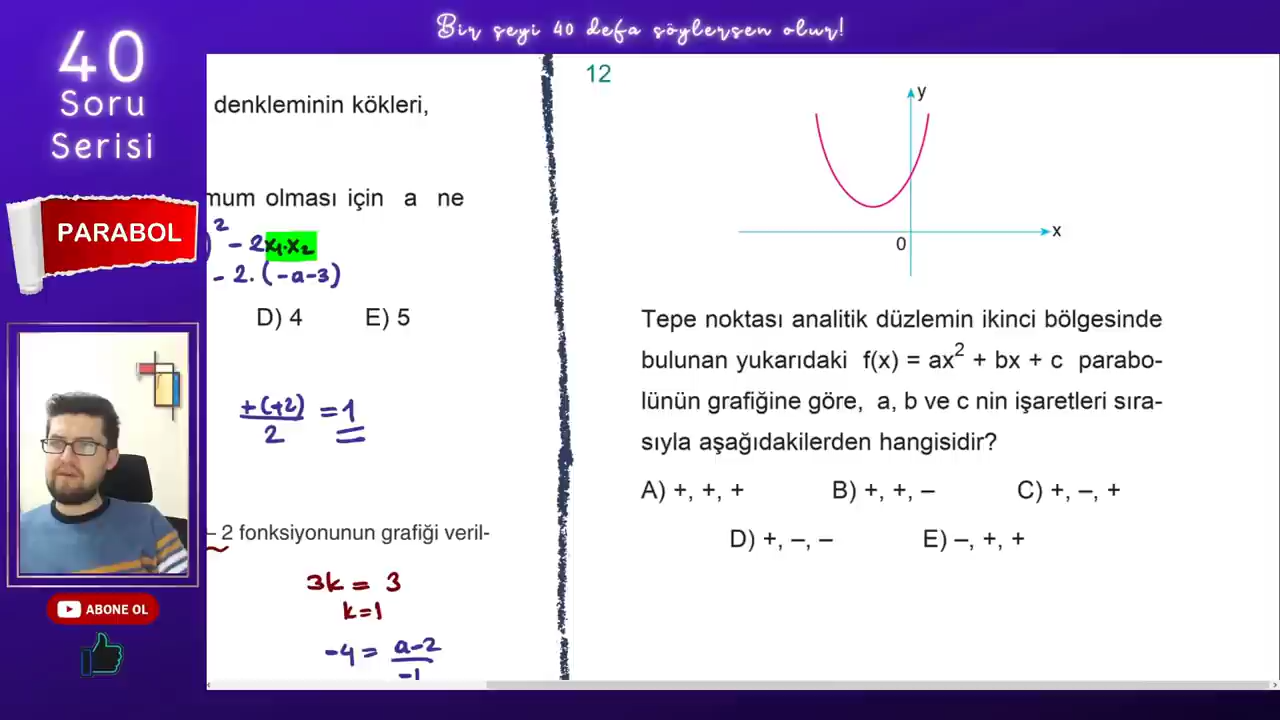 Bir şeyi 40 defa söylersen olur!
40
Soru
Serisi
PARABOL
ABONE OL
denkleminin kökleri,
mum olması için a ne
)² – 2x₁·x₂
– 2·(–a–3)
D) 4 E) 5
+(+2)/2 = 1
– 2 fonksiyonunun grafiği veril-
3k = 3
k=1
-4 = a-2/-1
12
y
x
0
Tepe noktası analitik düzlemin ikinci bölgesinde
bulunan yukarıdaki f(x) = ax² + bx + c parabo-
lünün grafiğine göre, a, b ve c nin işaretleri sıra-
sıyla aşağıdakilerden hangisidir?
A) +, +, + B) +, +, – C) +, –, +
D) +, –, – E) –, +, +